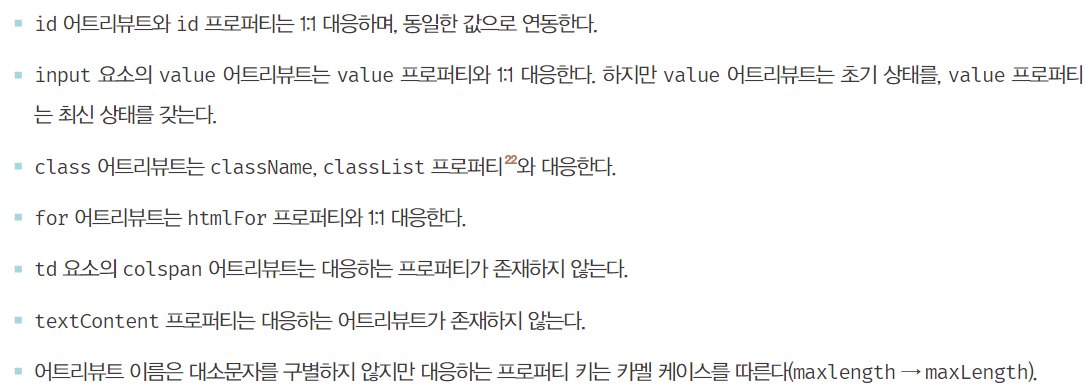 id 어트리뷰트와 id 프로퍼티는 1:1 대응하며, 동일한 값으로 연동한다.
input 요소의 value 어트리뷰트는 value 프로퍼티와 1:1 대응한다. 하지만 value 어트리뷰트는 초기 상태를, value 프로퍼티
는 최신 상태를 갖는다.
class 어트리뷰트는 className, classList 프로퍼티22와 대응한다.
for 어트리뷰트는 htmlFor 프로퍼티와 1:1 대응한다.
td 요소의 colspan 어트리뷰트는 대응하는 프로퍼티가 존재하지 않는다.
textContent 프로퍼티는 대응하는 어트리뷰트가 존재하지 않는다.
어트리뷰트 이름은 대소문자를 구별하지 않지만 대응하는 프로퍼티 키는 카멜 케이스를 따른다(maxlength → maxLength).